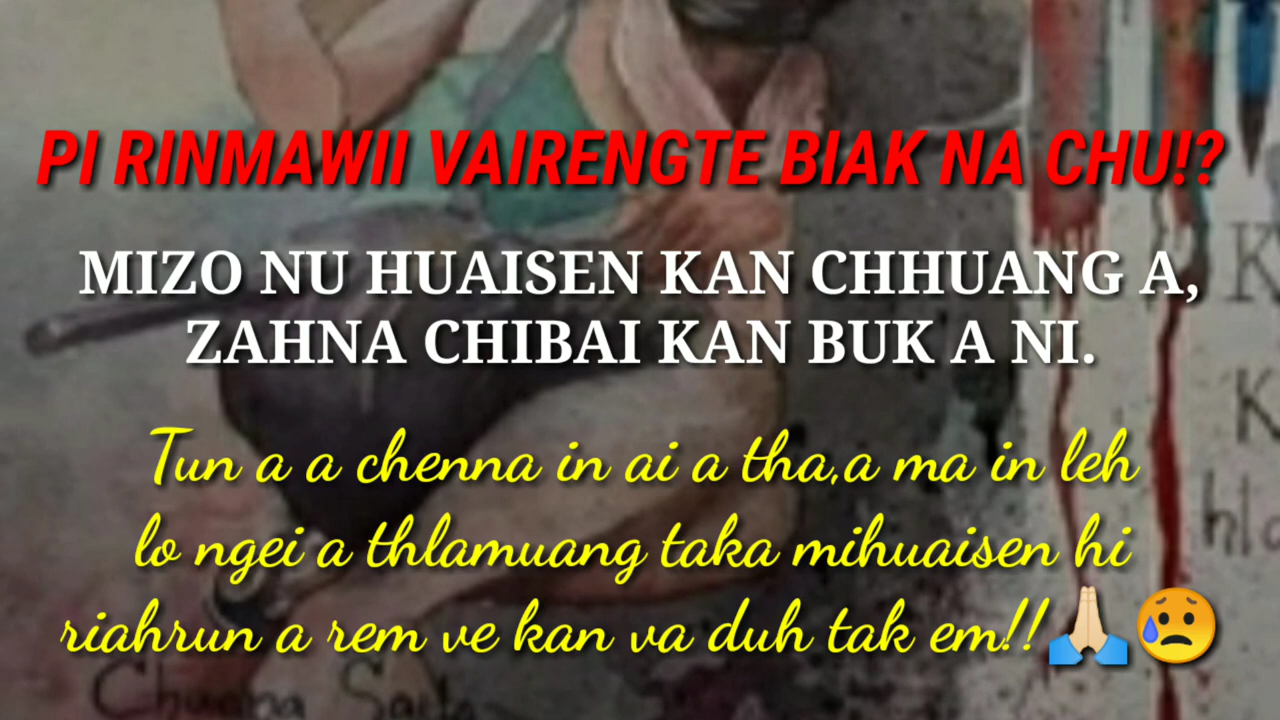 PI RINMAWII VAIRENGTE BIAK NA CHU!?
MIZO NU HUAISEN KAN CHHUANG A,
ZAHNA CHIBAI KAN BUK A NI.
Tun a a chenna in ai a tha,a ma in leh
lo ngei a thlamuang taka mihuaisen hi
riahrun a rem ve kan va duh tak em!!🙏🏻😥
K
K
hla